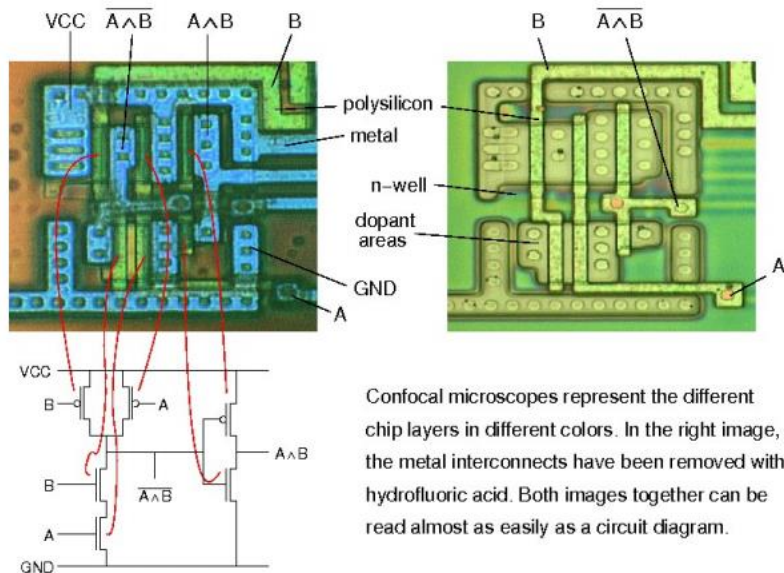 VCC
A∧B
A∧B
B
B
A∧B
polysilicon
metal
n-well
dopant
areas
GND
A
A
VCC
B
A
A∧B
B
A∧B
A
GND
Confocal microscopes represent the different
chip layers in different colors. In the right image,
the metal interconnects have been removed with
hydrofluoric acid. Both images together can be
read almost as easily as a circuit diagram.